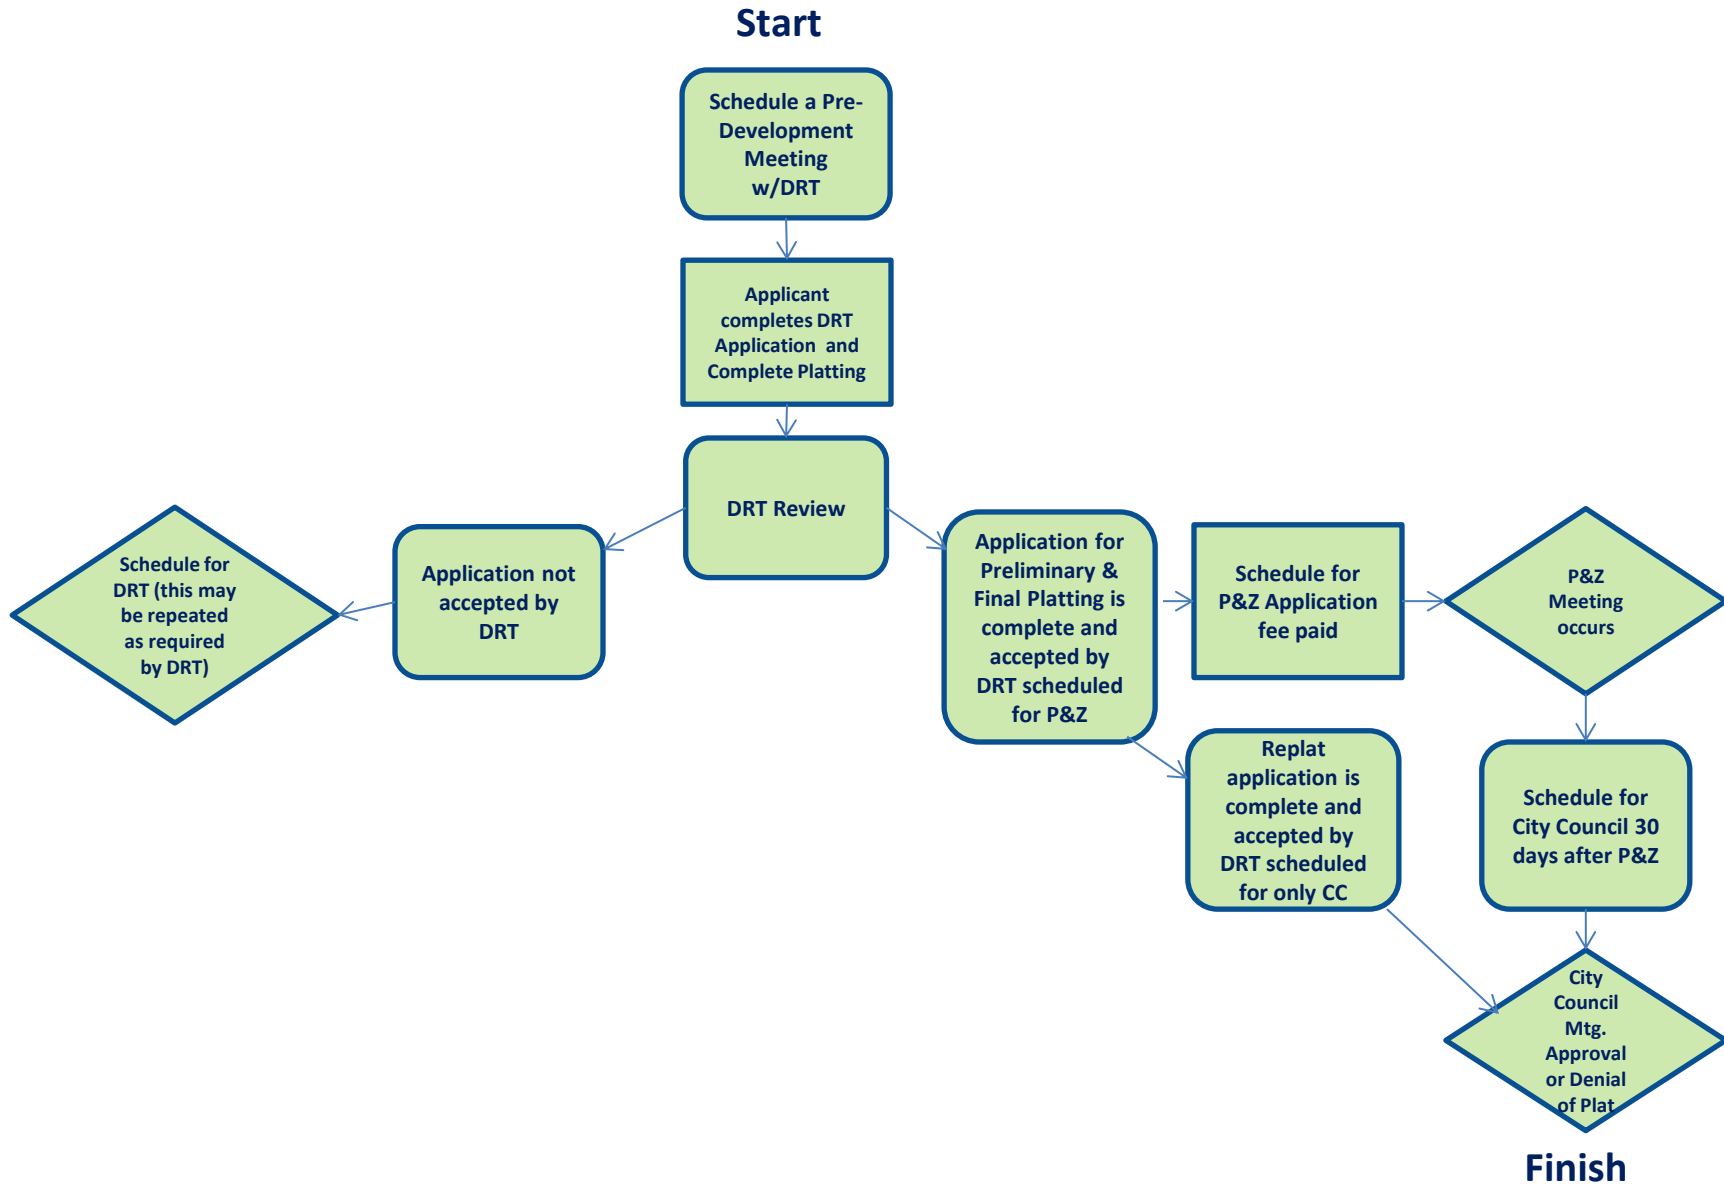 Start
Schedule a Pre-
Development
Meeting
w/DRT
Applicant
completes DRT
Application and
Complete Platting
DRT Review
Schedule for
DRT (this may
be repeated
as required
by DRT)
Application not
accepted by
DRT
Application for
Preliminary &
Final Platting is
complete and
accepted by
DRT scheduled
for P&Z
Schedule for
P&Z Application
fee paid
P&Z
Meeting
occurs
Replat
application is
complete and
accepted by
DRT scheduled
for only CC
Schedule for
City Council 30
days after P&Z
City
Council
Mtg.
Approval
or Denial
of Plat
Finish